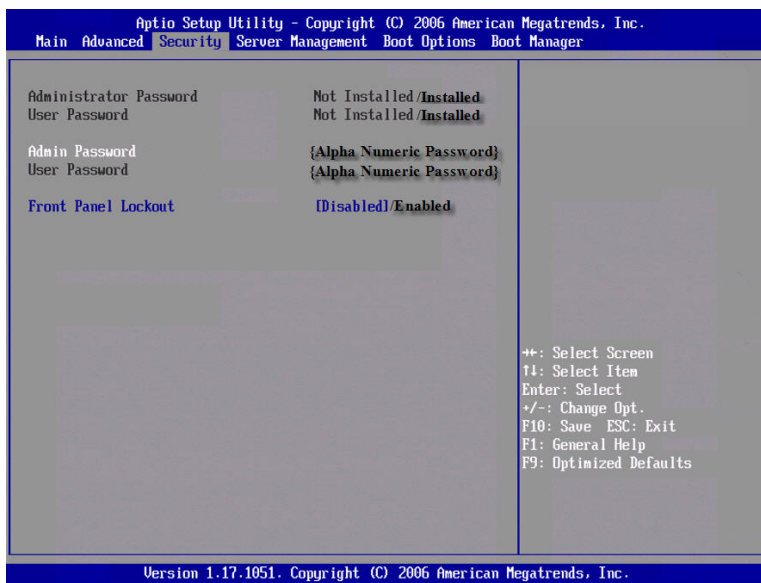 Aptio Setup Utility - Copyright (C) 2006 American Megatrends, Inc.
Main Advanced Security Server Management Boot Options Boot Manager
Administrator Password Not Installed/Installed
User Password Not Installed/Installed
Admin Password {Alpha Numeric Password}
User Password {Alpha Numeric Password}
Front Panel Lockout [Disabled]/Enabled
→←: Select Screen
↑↓: Select Item
Enter: Select
+/-: Change Opt.
F10: Save ESC: Exit
F1: General Help
F9: Optimized Defaults
Version 1.17.1051. Copyright (C) 2006 American Megatrends, Inc.